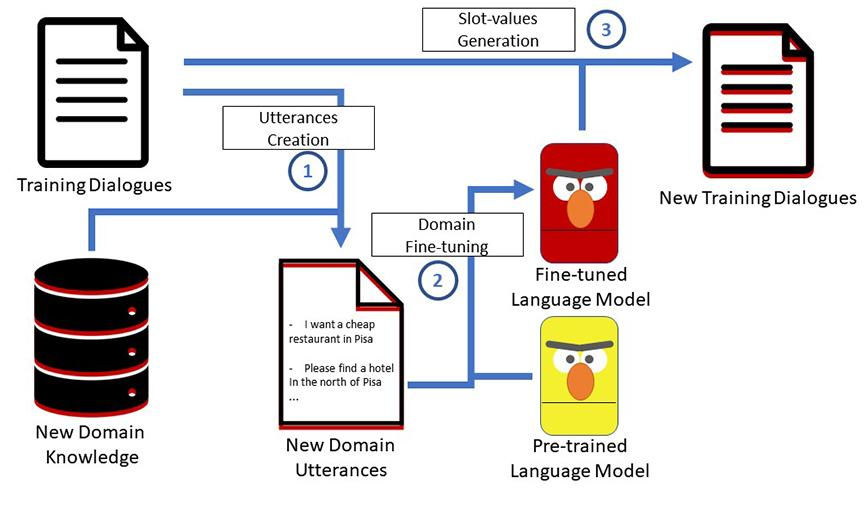 Slot-values
Generation
3
Utterances
Creation
1
Training Dialogues
New Training Dialogues
Domain
Fine-tuning
2
Fine-tuned
Language Model
- I want a cheap
restaurant in Pisa
- Please find a hotel
In the north of Pisa
...
New Domain
Knowledge
New Domain
Utterances
Pre-trained
Language Model